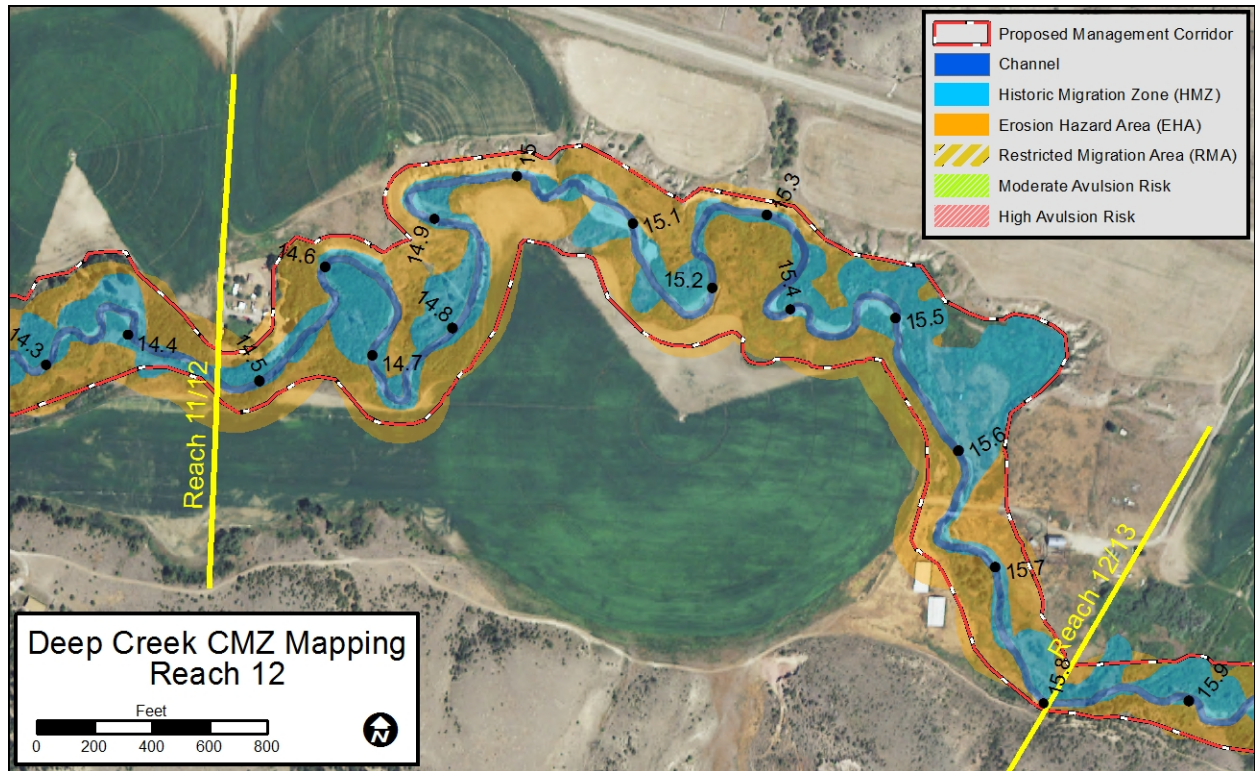 Proposed Management Corridor
Channel
Historic Migration Zone (HMZ)
Erosion Hazard Area (EHA)
Restricted Migration Area (RMA)
Moderate Avulsion Risk
High Avulsion Risk
14.3
14.4
Reach 11/12
14.5
14.6
14.7
14.8
14.9
15
15.1
15.2
15.3
15.4
15.5
15.6
15.7
Reach 12/13
15.8
15.9
Deep Creek CMZ Mapping
Reach 12
Feet
0 200 400 600 800
N